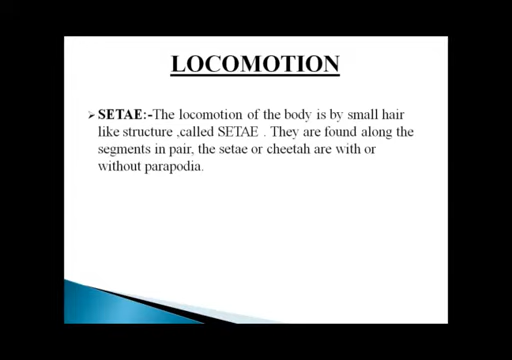 LOCOMOTION
➢ SETAE:-The locomotion of the body is by small hair
like structure ,called SETAE . They are found along the
segments in pair, the setae or cheetah are with or
without parapodia.